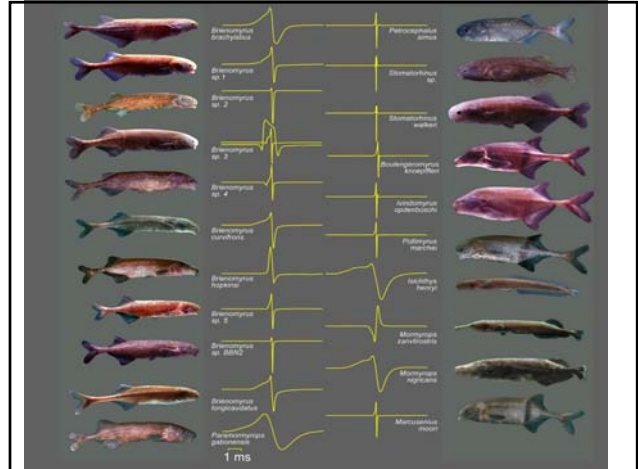 Brienomyrus
brachyistius
Brienomyrus
sp.1
Brienomyrus
sp. 2
Brienomyrus
sp. 3
Brienomyrus
sp. 4
Brienomyrus
curvifrons
Brienomyrus
hopkinsi
Brienomyrus
sp. 5
Brienomyrus
sp. BBN2
Brienomyrus
longicaudatus
Paramormyrops
gabonensis
1 ms
Petrocephalus
simus
Stomatorhinus
sp.
Stomatorhinus
walkeri
Boulengeromyrus
knoepffleri
Ivindomyrus
opdenboschi
Pollimyrus
marchei
Isichthys
henryi
Mormyrops
zanclirostris
Mormyrops
nigricans
Marcusenius
moori